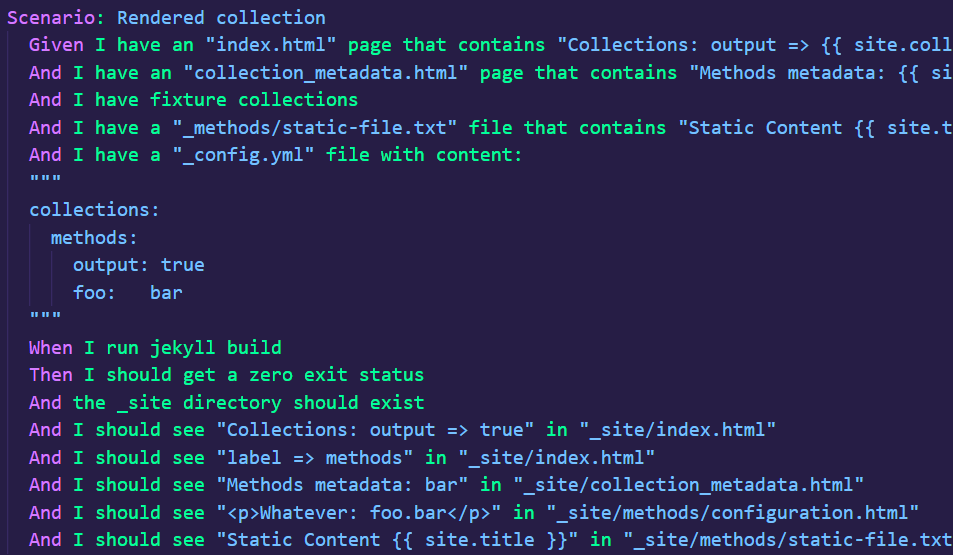 Scenario: Rendered collection
Given I have an "index.html" page that contains "Collections: output => {{ site.coll
And I have an "collection_metadata.html" page that contains "Methods metadata: {{ si
And I have fixture collections
And I have a "_methods/static-file.txt" file that contains "Static Content {{ site.t
And I have a "_config.yml" file with content:
"""
collections:
methods:
output: true
foo:   bar
"""
When I run jekyll build
Then I should get a zero exit status
And the _site directory should exist
And I should see "Collections: output => true" in "_site/index.html"
And I should see "label => methods" in "_site/index.html"
And I should see "Methods metadata: bar" in "_site/collection_metadata.html"
And I should see "<p>Whatever: foo.bar</p>" in "_site/methods/configuration.html"
And I should see "Static Content {{ site.title }}" in "_site/methods/static-file.txt